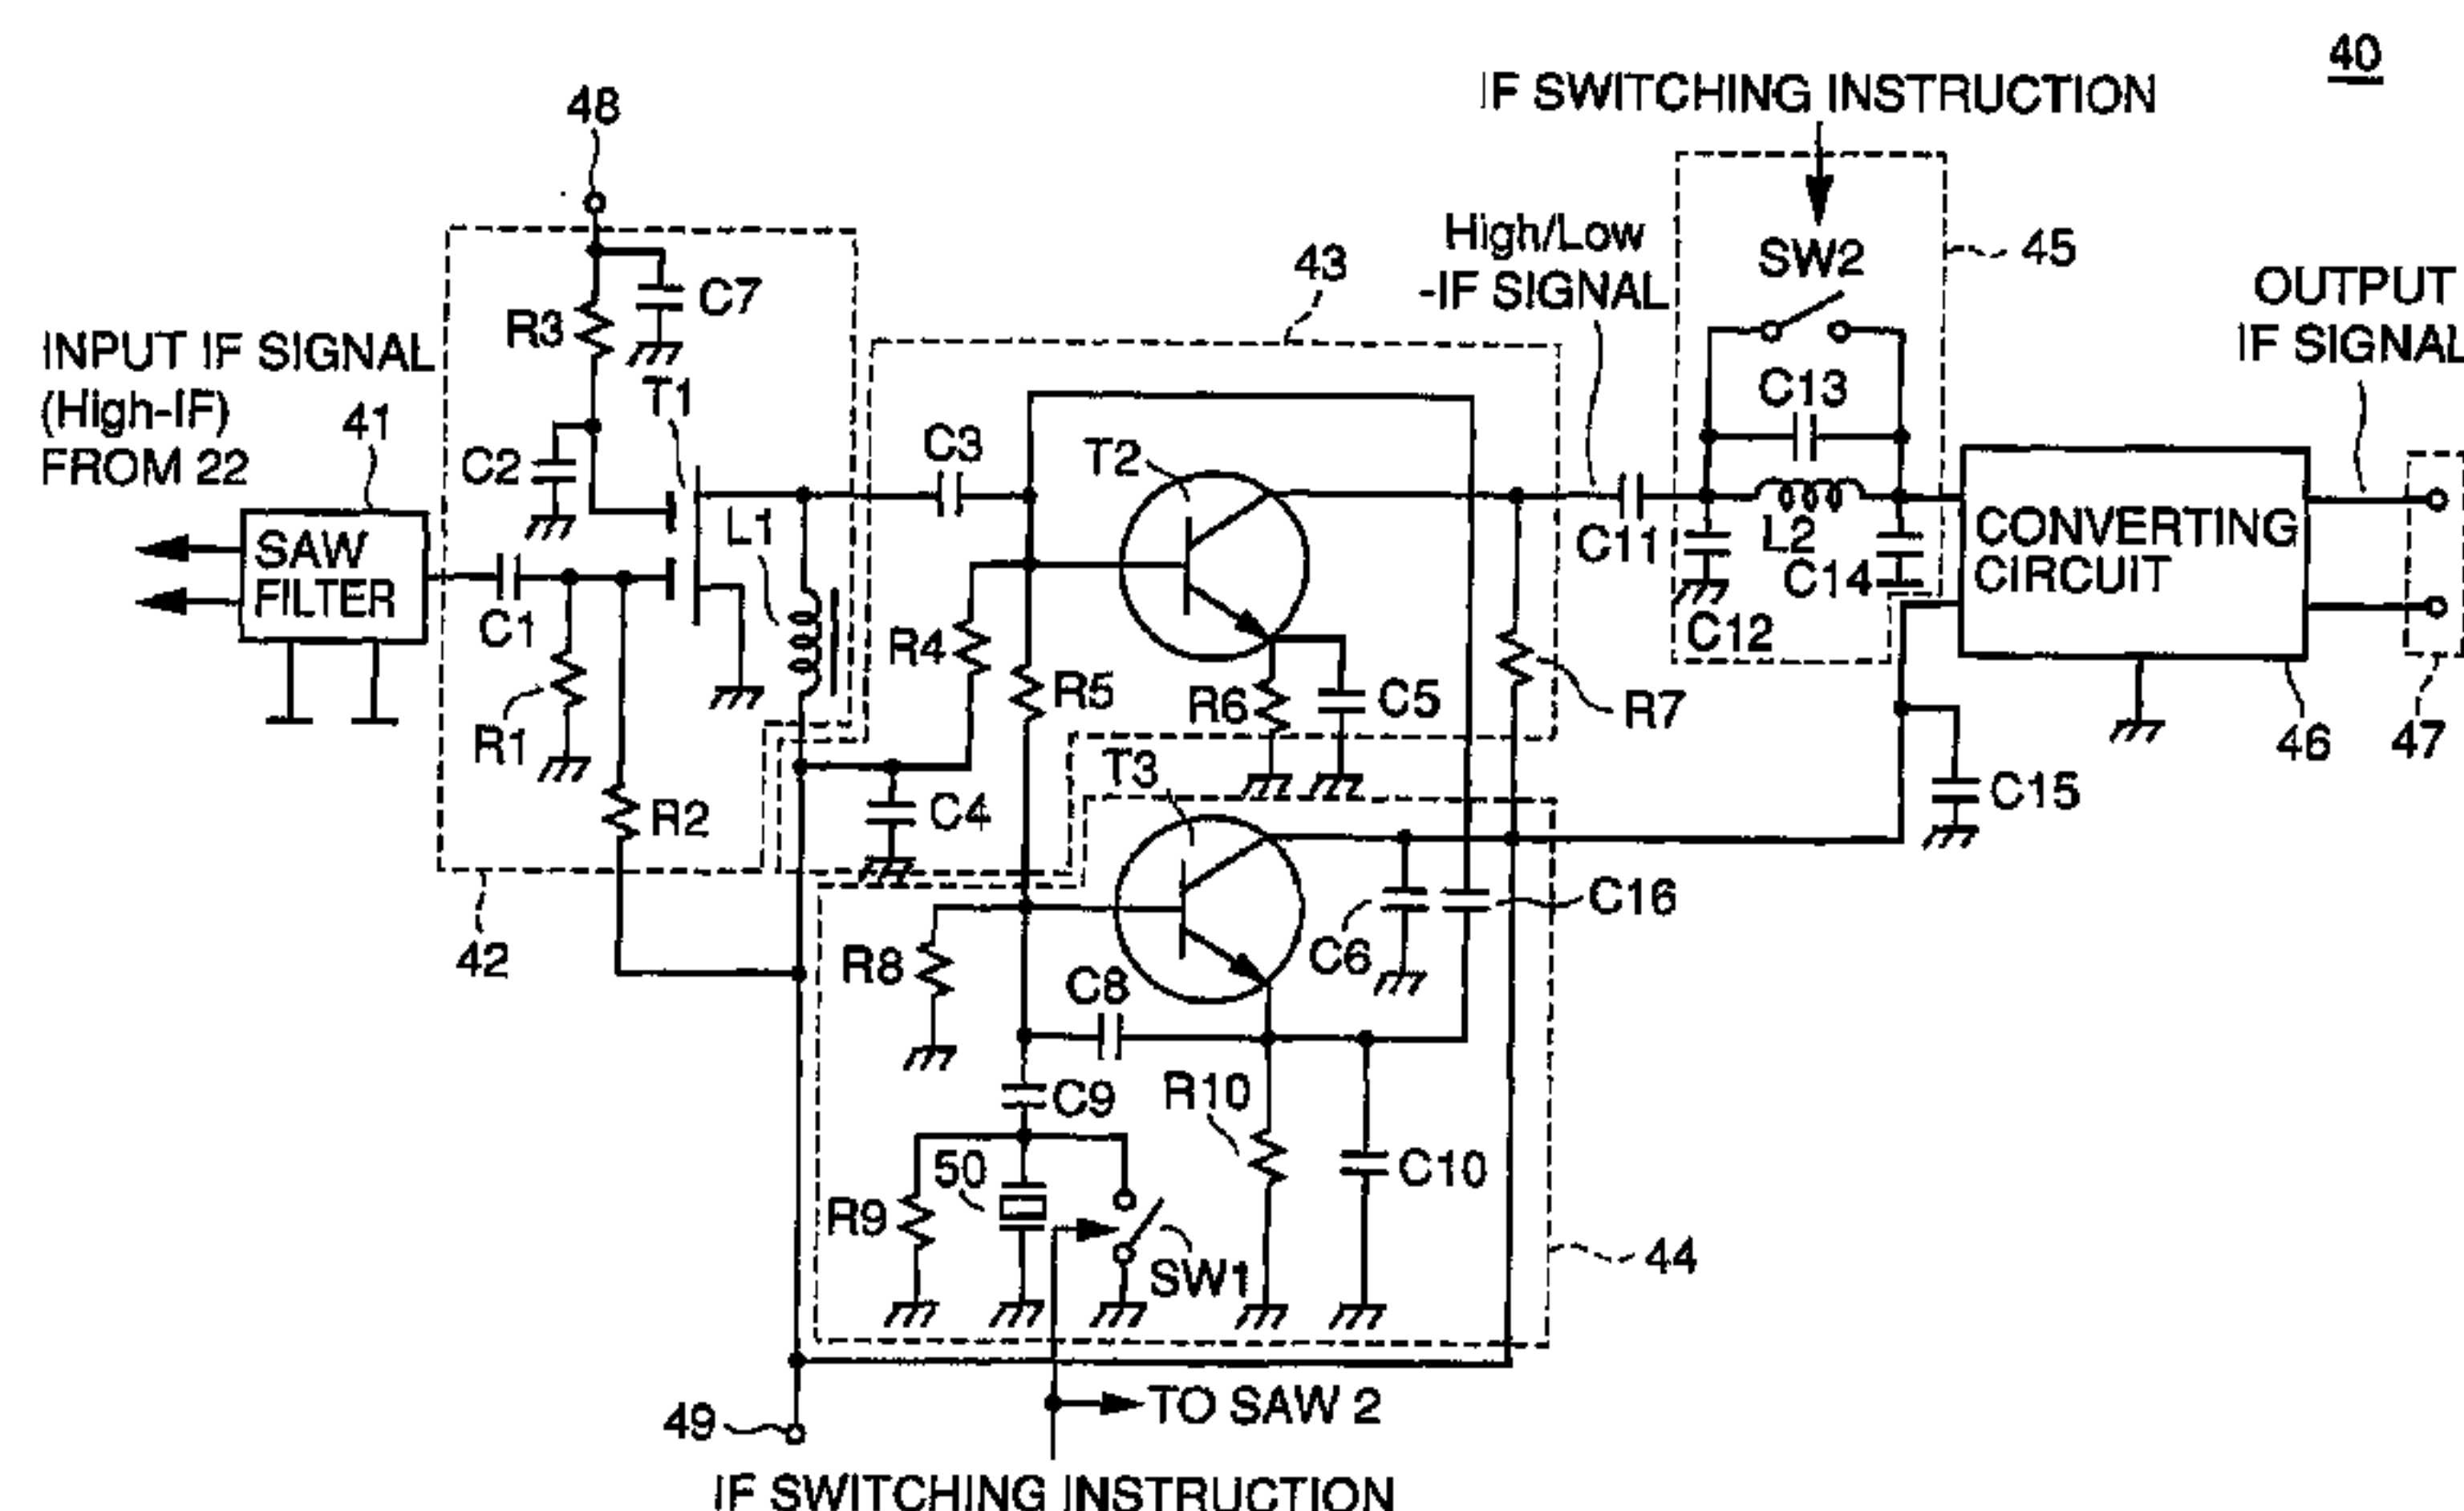 40
IF SWITCHING INSTRUCTION
48
High/Low
-IF SIGNAL
43
SW2
45
OUTPUT
IF SIGNAL
C7
R3
INPUT IF SIGNAL
(High-IF)
FROM 22
41
T1
C13
C2
C3
T2
L1
SAW
FILTER
C11
L2
C14
CONVERTING
CIRCUIT
C1
R4
C12
R1
R5
R6
C5
R7
46
47
T3
C15
R2
C4
C16
42
R8
C6
C8
C9
R10
50
C10
R9
SW1
44
49
TO SAW 2
IF SWITCHING INSTRUCTION